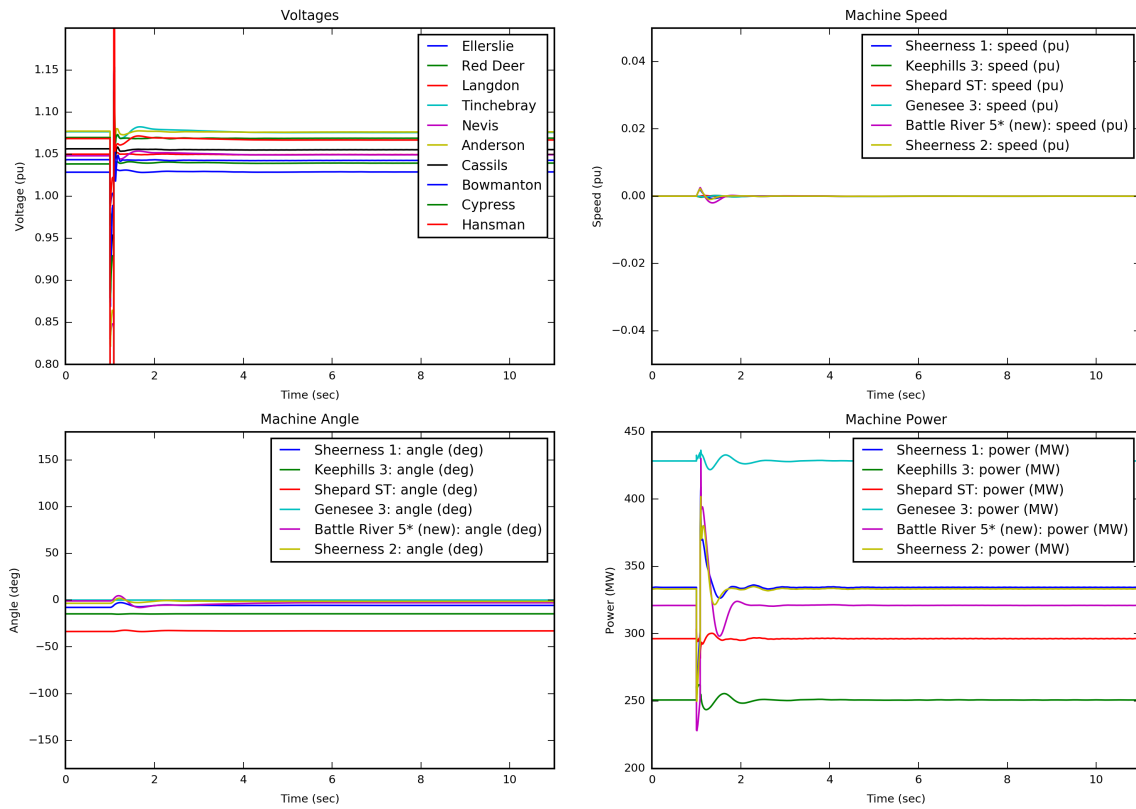 Voltages
1.15
1.10
1.05
1.00
0.95
0.90
0.85
0.80
Voltage (pu)
0
2
4
6
8
10
Time (sec)
Ellerslie
Red Deer
Langdon
Tinchebray
Nevis
Anderson
Cassils
Bowmanton
Cypress
Hansman
Machine Speed
0.04
0.02
0.00
−0.02
−0.04
Speed (pu)
0
2
4
6
8
10
Time (sec)
Sheerness 1: speed (pu)
Keephills 3: speed (pu)
Shepard ST: speed (pu)
Genesee 3: speed (pu)
Battle River 5* (new): speed (pu)
Sheerness 2: speed (pu)
Machine Angle
150
100
50
0
−50
−100
−150
Angle (deg)
0
2
4
6
8
10
Time (sec)
Sheerness 1: angle (deg)
Keephills 3: angle (deg)
Shepard ST: angle (deg)
Genesee 3: angle (deg)
Battle River 5* (new): angle (deg)
Sheerness 2: angle (deg)
Machine Power
450
400
350
300
250
200
Power (MW)
0
2
4
6
8
10
Time (sec)
Sheerness 1: power (MW)
Keephills 3: power (MW)
Shepard ST: power (MW)
Genesee 3: power (MW)
Battle River 5* (new): power (MW)
Sheerness 2: power (MW)